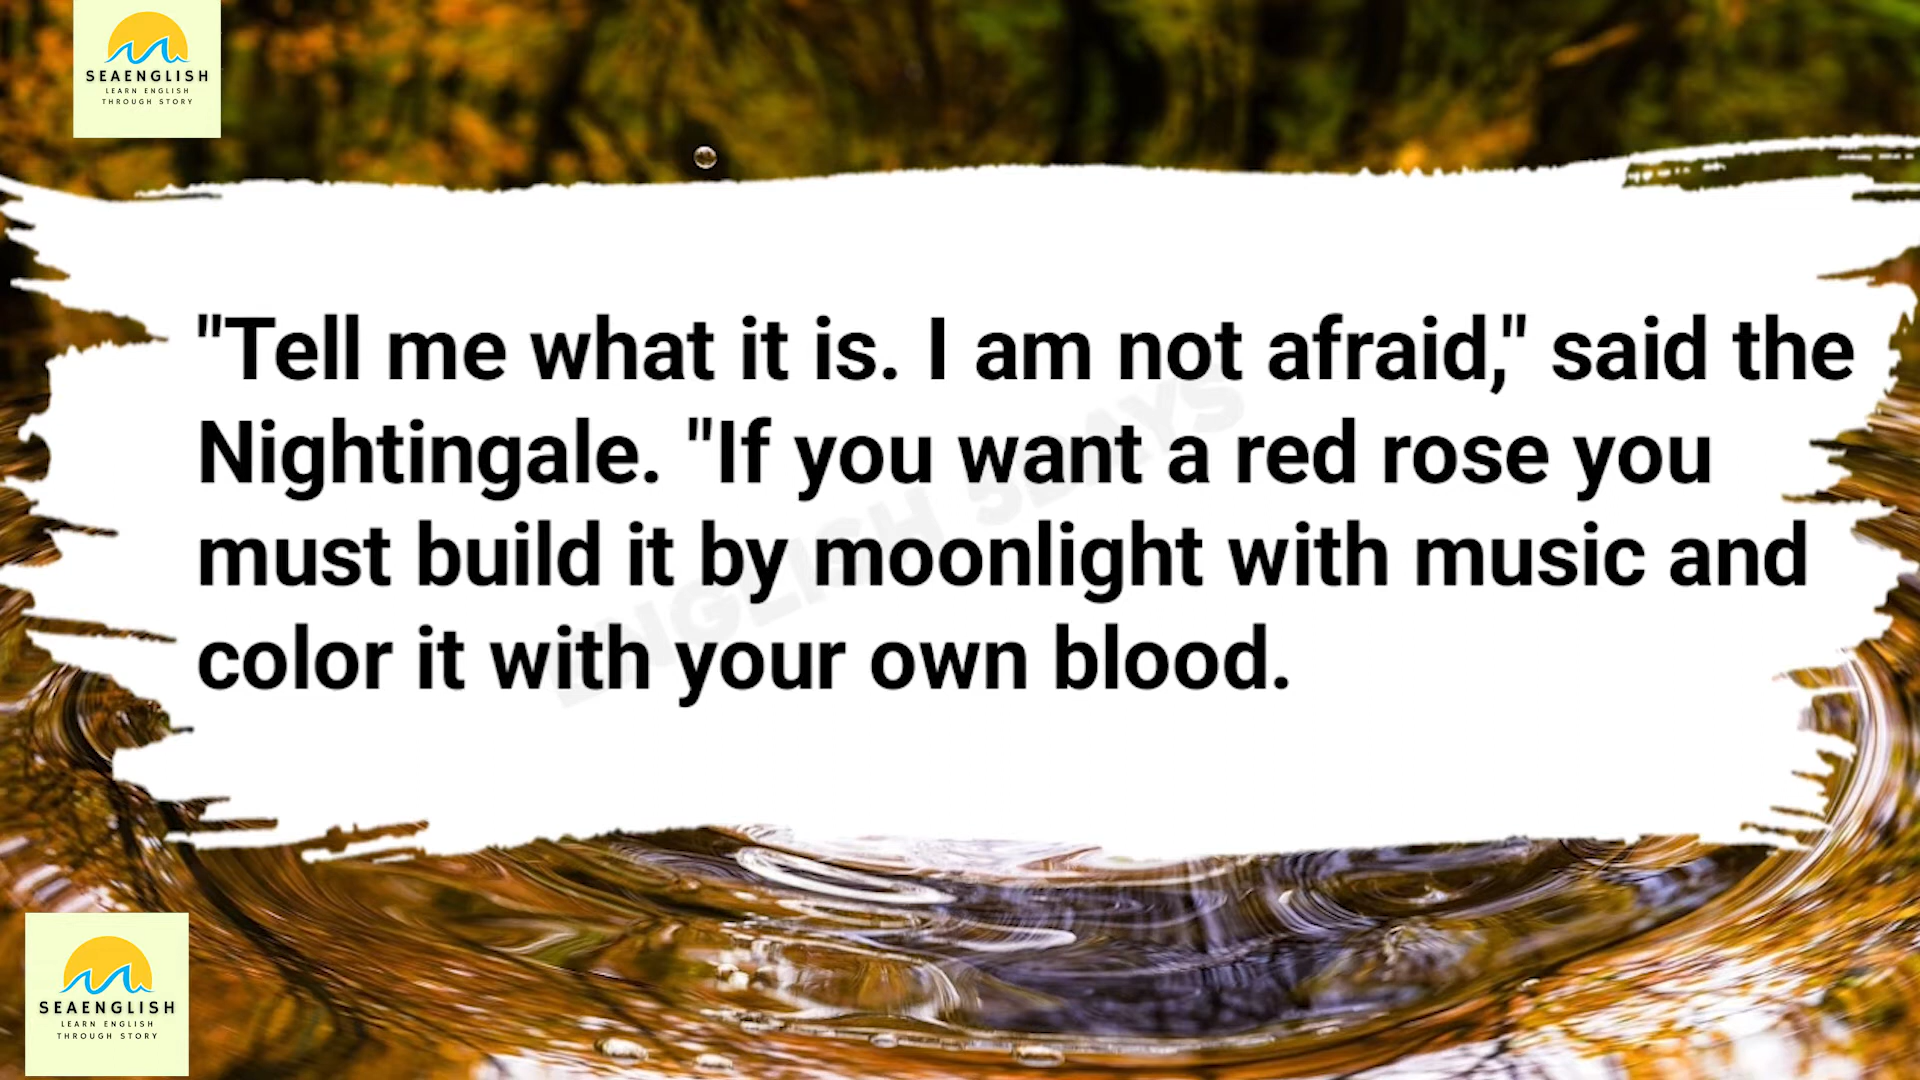 SEAENGLISH
LEARN ENGLISH
THROUGH STORY
"Tell me what it is. I am not afraid," said the
Nightingale. "If you want a red rose you
must build it by moonlight with music and
color it with your own blood.
SEAENGLISH
LEARN ENGLISH
THROUGH STORY